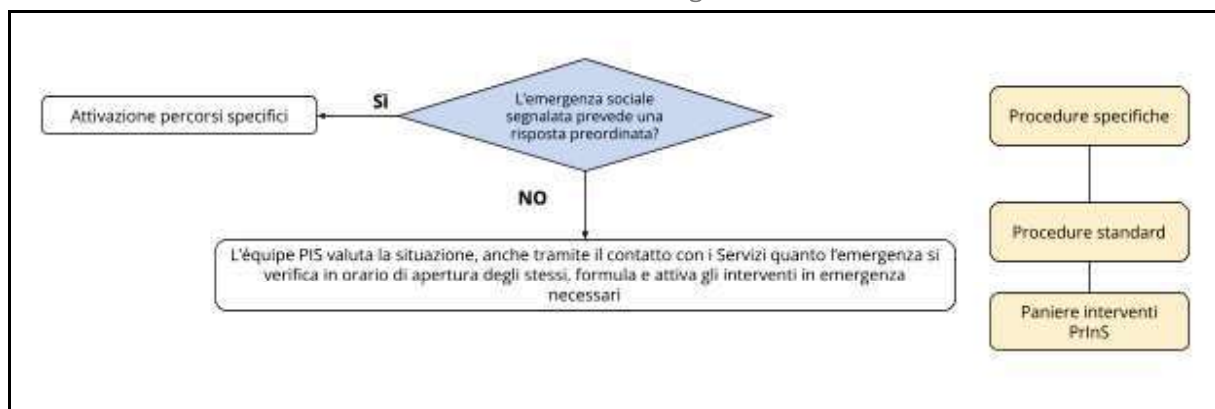 Attivazione percorsi specifici
Sì
L'emergenza sociale
segnalata prevede una
risposta preordinata?
NO
L'équipe PIS valuta la situazione, anche tramite il contatto con i Servizi quanto l'emergenza si
verifica in orario di apertura degli stessi, formula e attiva gli interventi in emergenza
necessari
Procedure specifiche
Procedure standard
Paniere interventi
PrInS